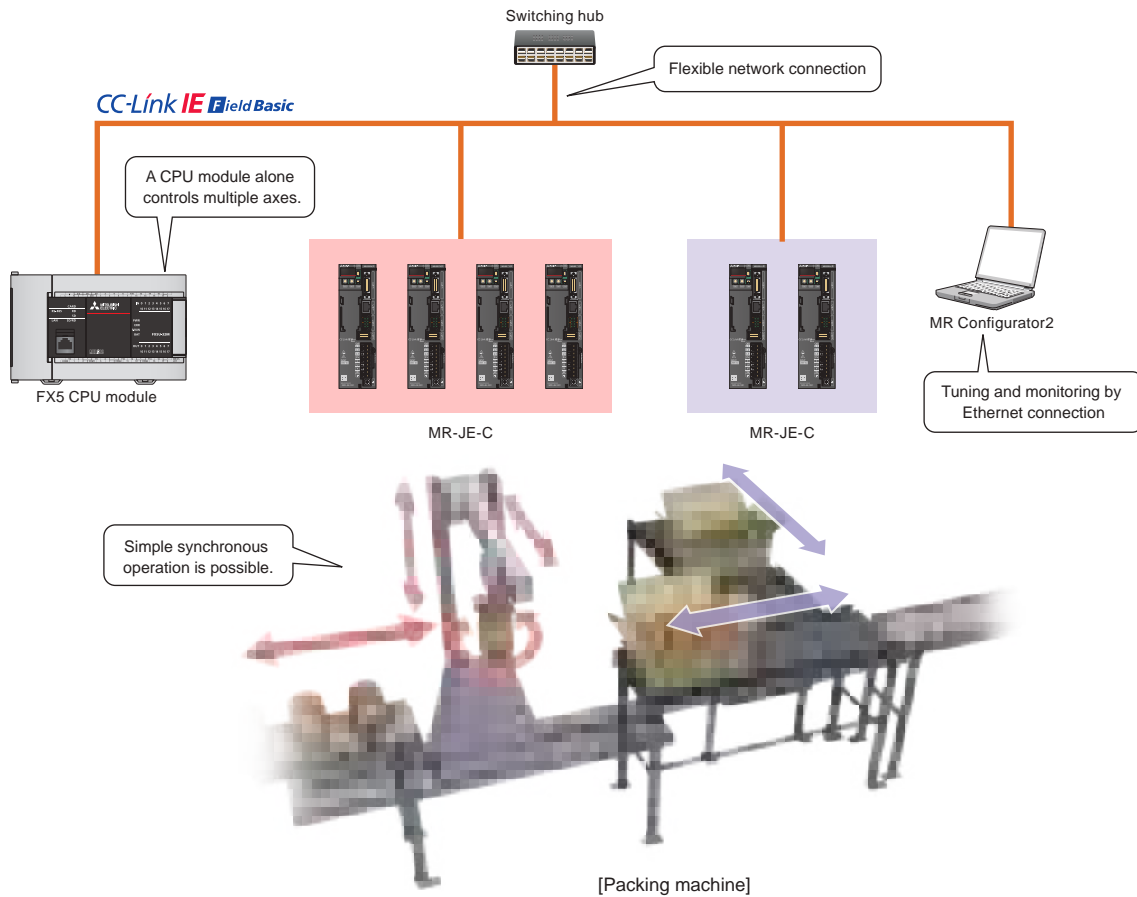 Switching hub
Flexible network connection
CC-Link IE Field Basic
A CPU module alone
controls multiple axes.
MITSUBISHI
ELECTRIC
FX5 CPU module
MR-JE-C
MR-JE-C
MR Configurator2
Tuning and monitoring by
Ethernet connection
Simple synchronous
operation is possible.
[Packing machine]